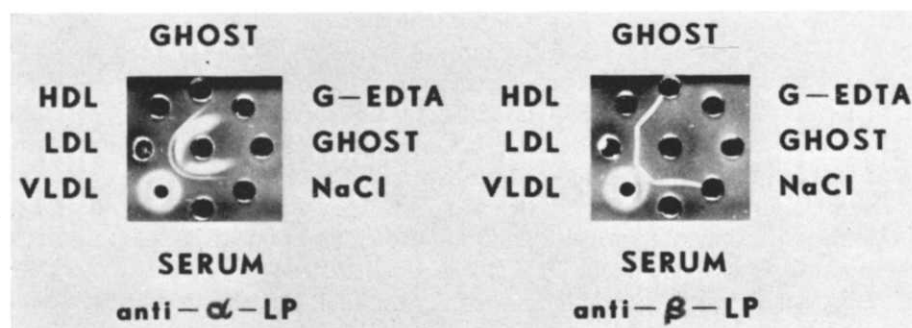 GHOST GHOST
HDL G—EDTA HDL G—EDTA
LDL GHOST LDL GHOST
VLDL NaCl VLDL NaCl
SERUM SERUM
anti—α—LP anti—β—LP